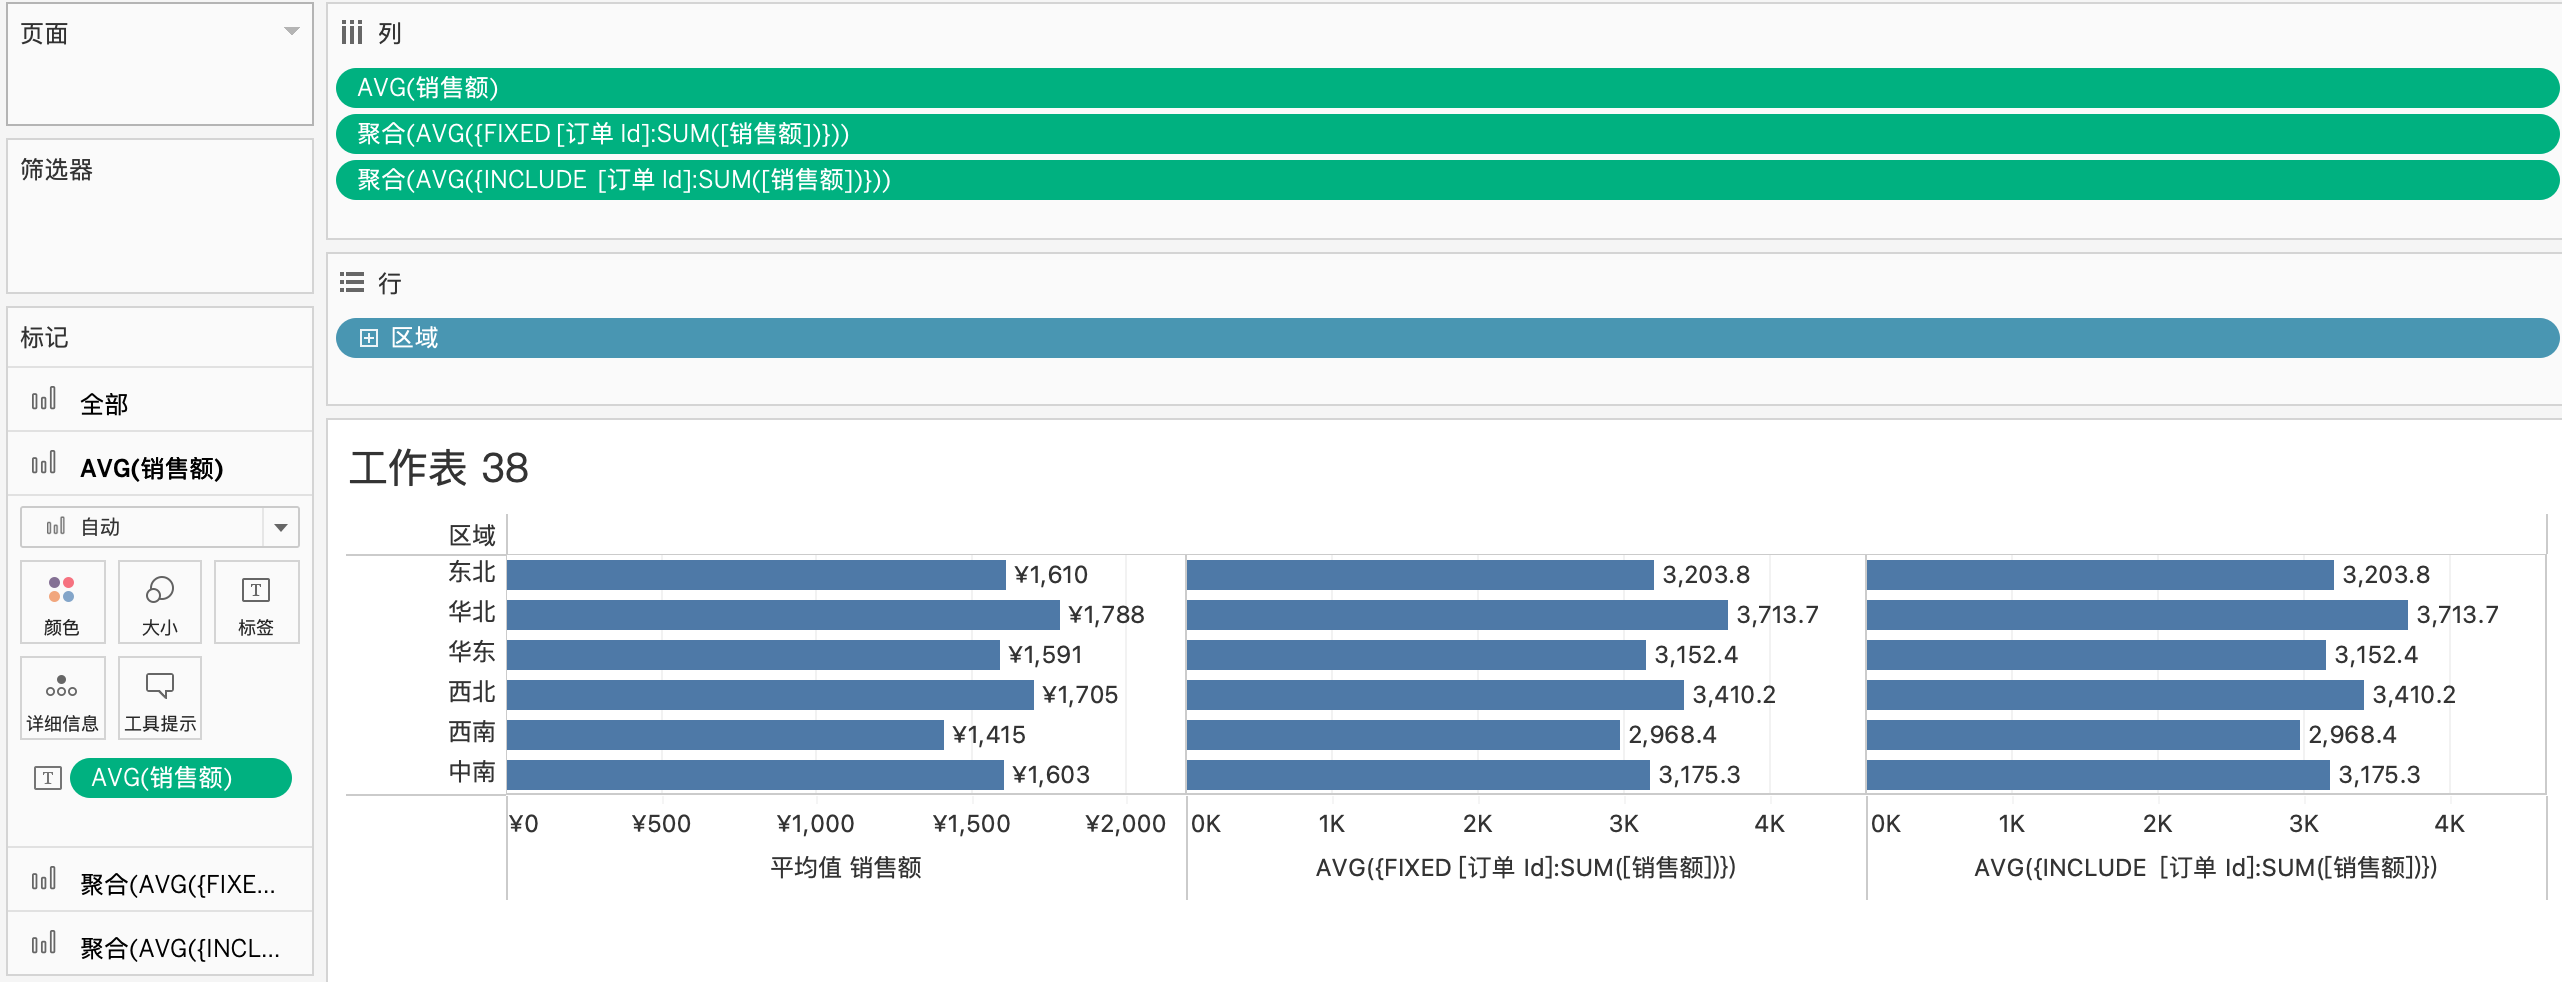 页面
筛选器
标记
全部
AVG(销售额)
自动
颜色
大小
标签
详细信息
工具提示
T AVG(销售额)
聚合(AVG({FIXE...
聚合(AVG({INCL...
列
AVG(销售额)
聚合(AVG({FIXED [订单 Id]:SUM([销售额])}))
聚合(AVG({INCLUDE [订单 Id]:SUM([销售额])}))
行
区域
工作表 38
区域
东北 ¥1,610 3,203.8 3,203.8
华北 ¥1,788 3,713.7 3,713.7
华东 ¥1,591 3,152.4 3,152.4
西北 ¥1,705 3,410.2 3,410.2
西南 ¥1,415 2,968.4 2,968.4
中南 ¥1,603 3,175.3 3,175.3
¥0 ¥500 ¥1,000 ¥1,500 ¥2,000 0K 1K 2K 3K 4K 0K 1K 2K 3K 4K
平均值 销售额 AVG({FIXED [订单 Id]:SUM([销售额])}) AVG({INCLUDE [订单 Id]:SUM([销售额])})